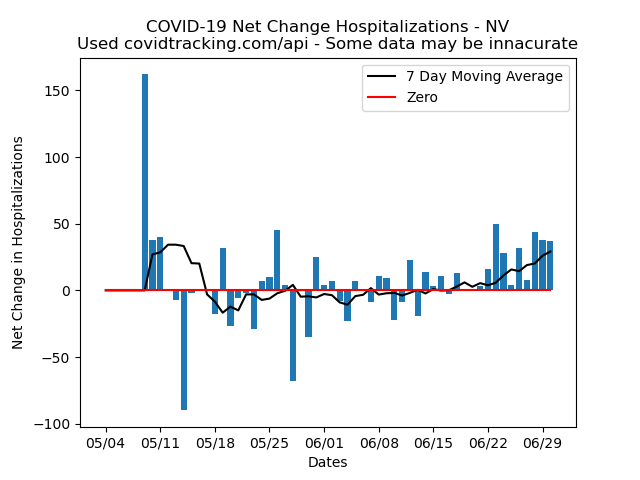 COVID-19 Net Change Hospitalizations - NV
Used covidtracking.com/api - Some data may be innacurate
7 Day Moving Average
Zero
Net Change in Hospitalizations
150
100
50
0
−50
−100
05/04 05/11 05/18 05/25 06/01 06/08 06/15 06/22 06/29
Dates